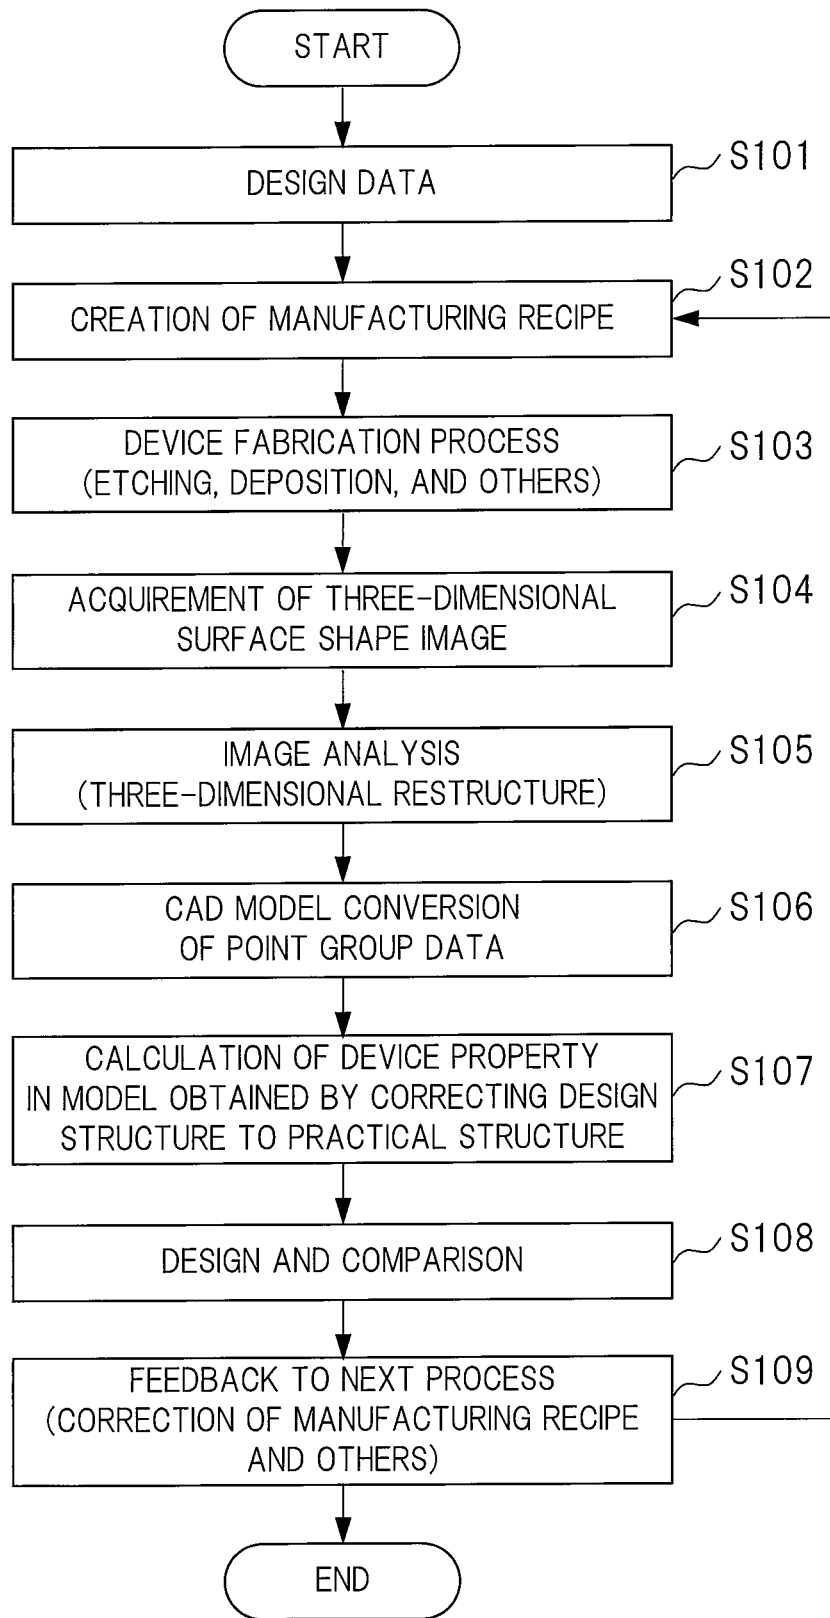 START
DESIGN DATA
S101
CREATION OF MANUFACTURING RECIPE
S102
DEVICE FABRICATION PROCESS
(ETCHING, DEPOSITION, AND OTHERS)
S103
ACQUIREMENT OF THREE-DIMENSIONAL
SURFACE SHAPE IMAGE
S104
IMAGE ANALYSIS
(THREE-DIMENSIONAL RESTRUCTURE)
S105
CAD MODEL CONVERSION
OF POINT GROUP DATA
S106
CALCULATION OF DEVICE PROPERTY
IN MODEL OBTAINED BY CORRECTING DESIGN
STRUCTURE TO PRACTICAL STRUCTURE
S107
DESIGN AND COMPARISON
S108
FEEDBACK TO NEXT PROCESS
(CORRECTION OF MANUFACTURING RECIPE
AND OTHERS)
S109
END